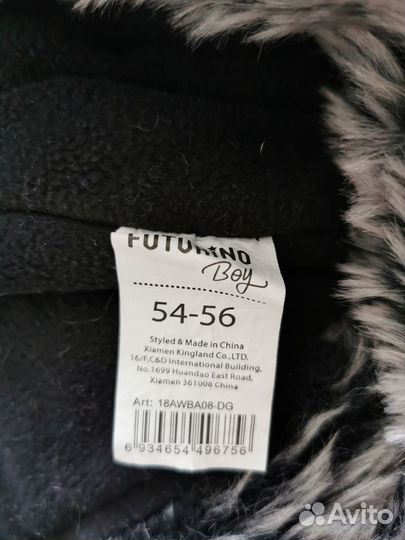 FUTURINO
Boy
54-56
Styled & Made in China
Xiamen Kingland Co.,LTD.
16/F,C&D International Building,
No.1699 Huandao East Road,
Xiamen 361008 China
Art: 18AWBA08-DG
6 934654 496756
Avito